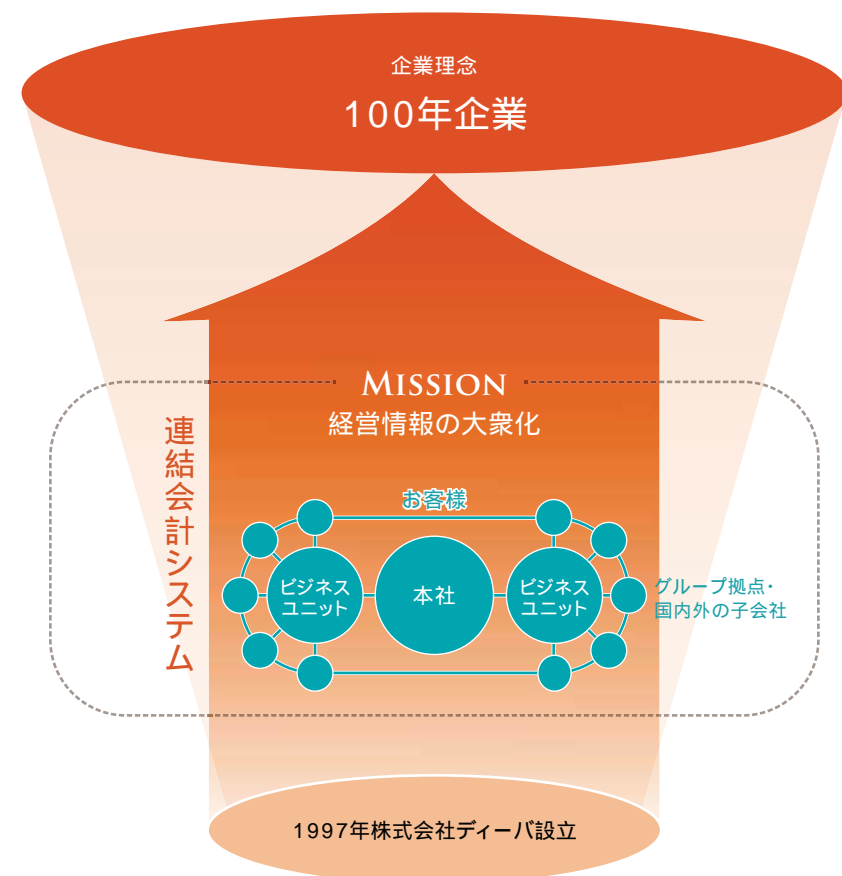 企業理念
100年企業
MISSION
経営情報の大衆化
連結会計システム
お客様
ビジネス
ユニット
本社
ビジネス
ユニット
グループ拠点・
国内外の子会社
1997年株式会社ディーバ設立